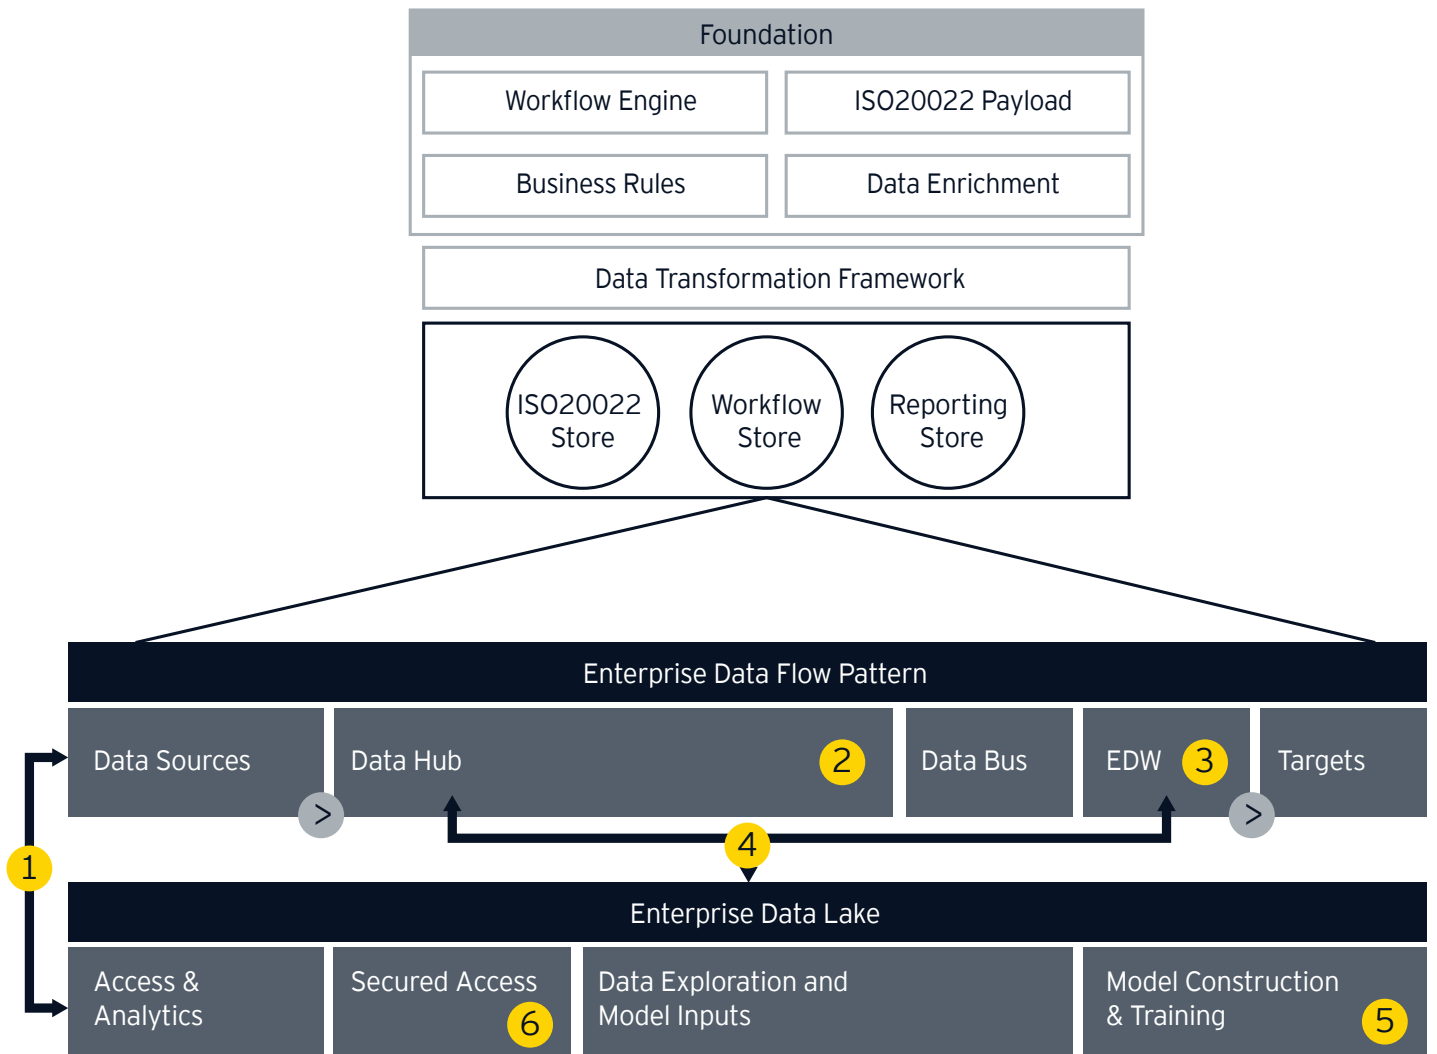 Foundation
Workflow Engine
ISO20022 Payload
Business Rules
Data Enrichment
Data Transformation Framework
ISO20022
Store
Workflow
Store
Reporting
Store
Enterprise Data Flow Pattern
Data Sources
>
Data Hub
2
Data Bus
EDW
3
>
Targets
1
4
Enterprise Data Lake
Access &
Analytics
Secured Access
6
Data Exploration and
Model Inputs
Model Construction
& Training
5